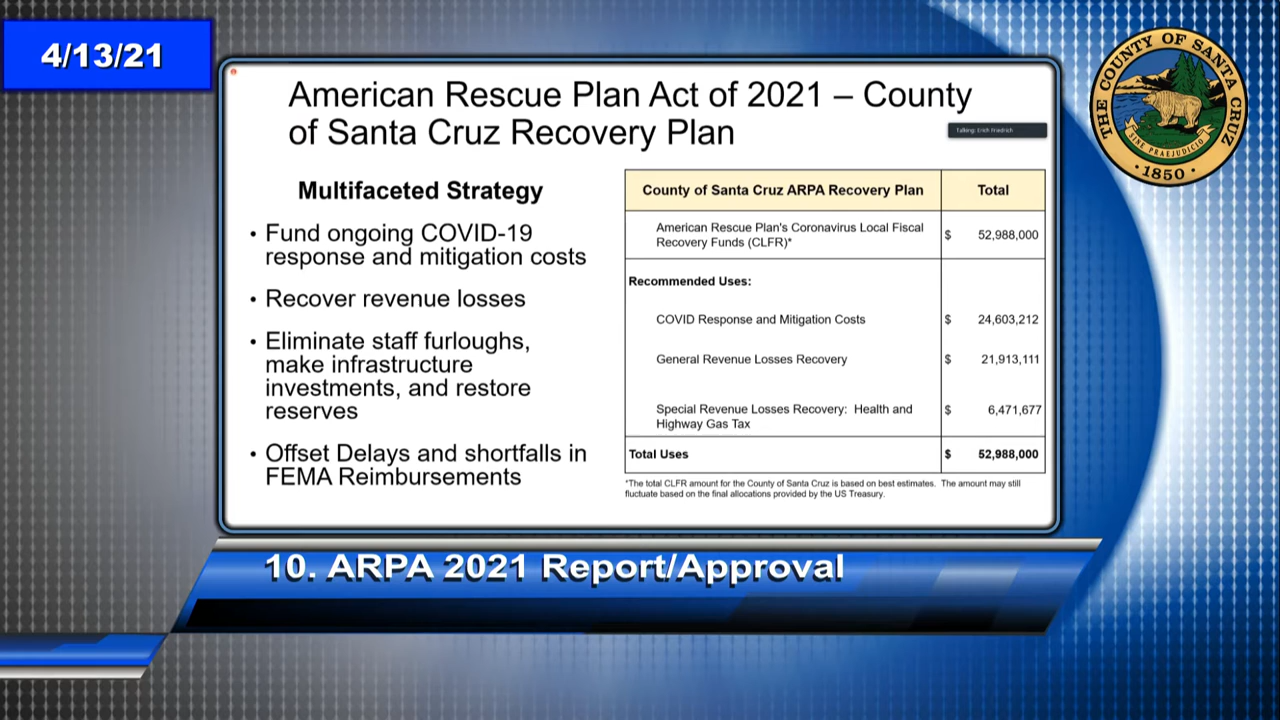 4/13/21
THE COUNTY OF SANTA CRUZ
SINE PRAEJUDICIO
• 1850 •
American Rescue Plan Act of 2021 – County
of Santa Cruz Recovery Plan
Talking: Erich Friedrich
Multifaceted Strategy
• Fund ongoing COVID-19
response and mitigation costs
• Recover revenue losses
• Eliminate staff furloughs,
make infrastructure
investments, and restore
reserves
• Offset Delays and shortfalls in
FEMA Reimbursements
County of Santa Cruz ARPA Recovery Plan Total
American Rescue Plan's Coronavirus Local Fiscal
Recovery Funds (CLFR)* $ 52,988,000
Recommended Uses:
COVID Response and Mitigation Costs $ 24,603,212
General Revenue Losses Recovery $ 21,913,111
Special Revenue Losses Recovery: Health and
Highway Gas Tax $ 6,471,677
Total Uses $ 52,988,000
*The total CLFR amount for the County of Santa Cruz is based on best estimates. The amount may still
fluctuate based on the final allocations provided by the US Treasury.
10. ARPA 2021 Report/Approval